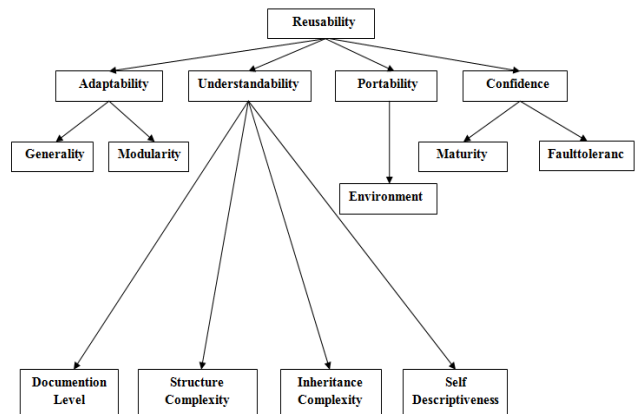 Reusability
Adaptability
Understandability
Portability
Confidence
Generality
Modularity
Maturity
Faulttoleranc
Environment
Documention
Level
Structure
Complexity
Inheritance
Complexity
Self
Descriptiveness